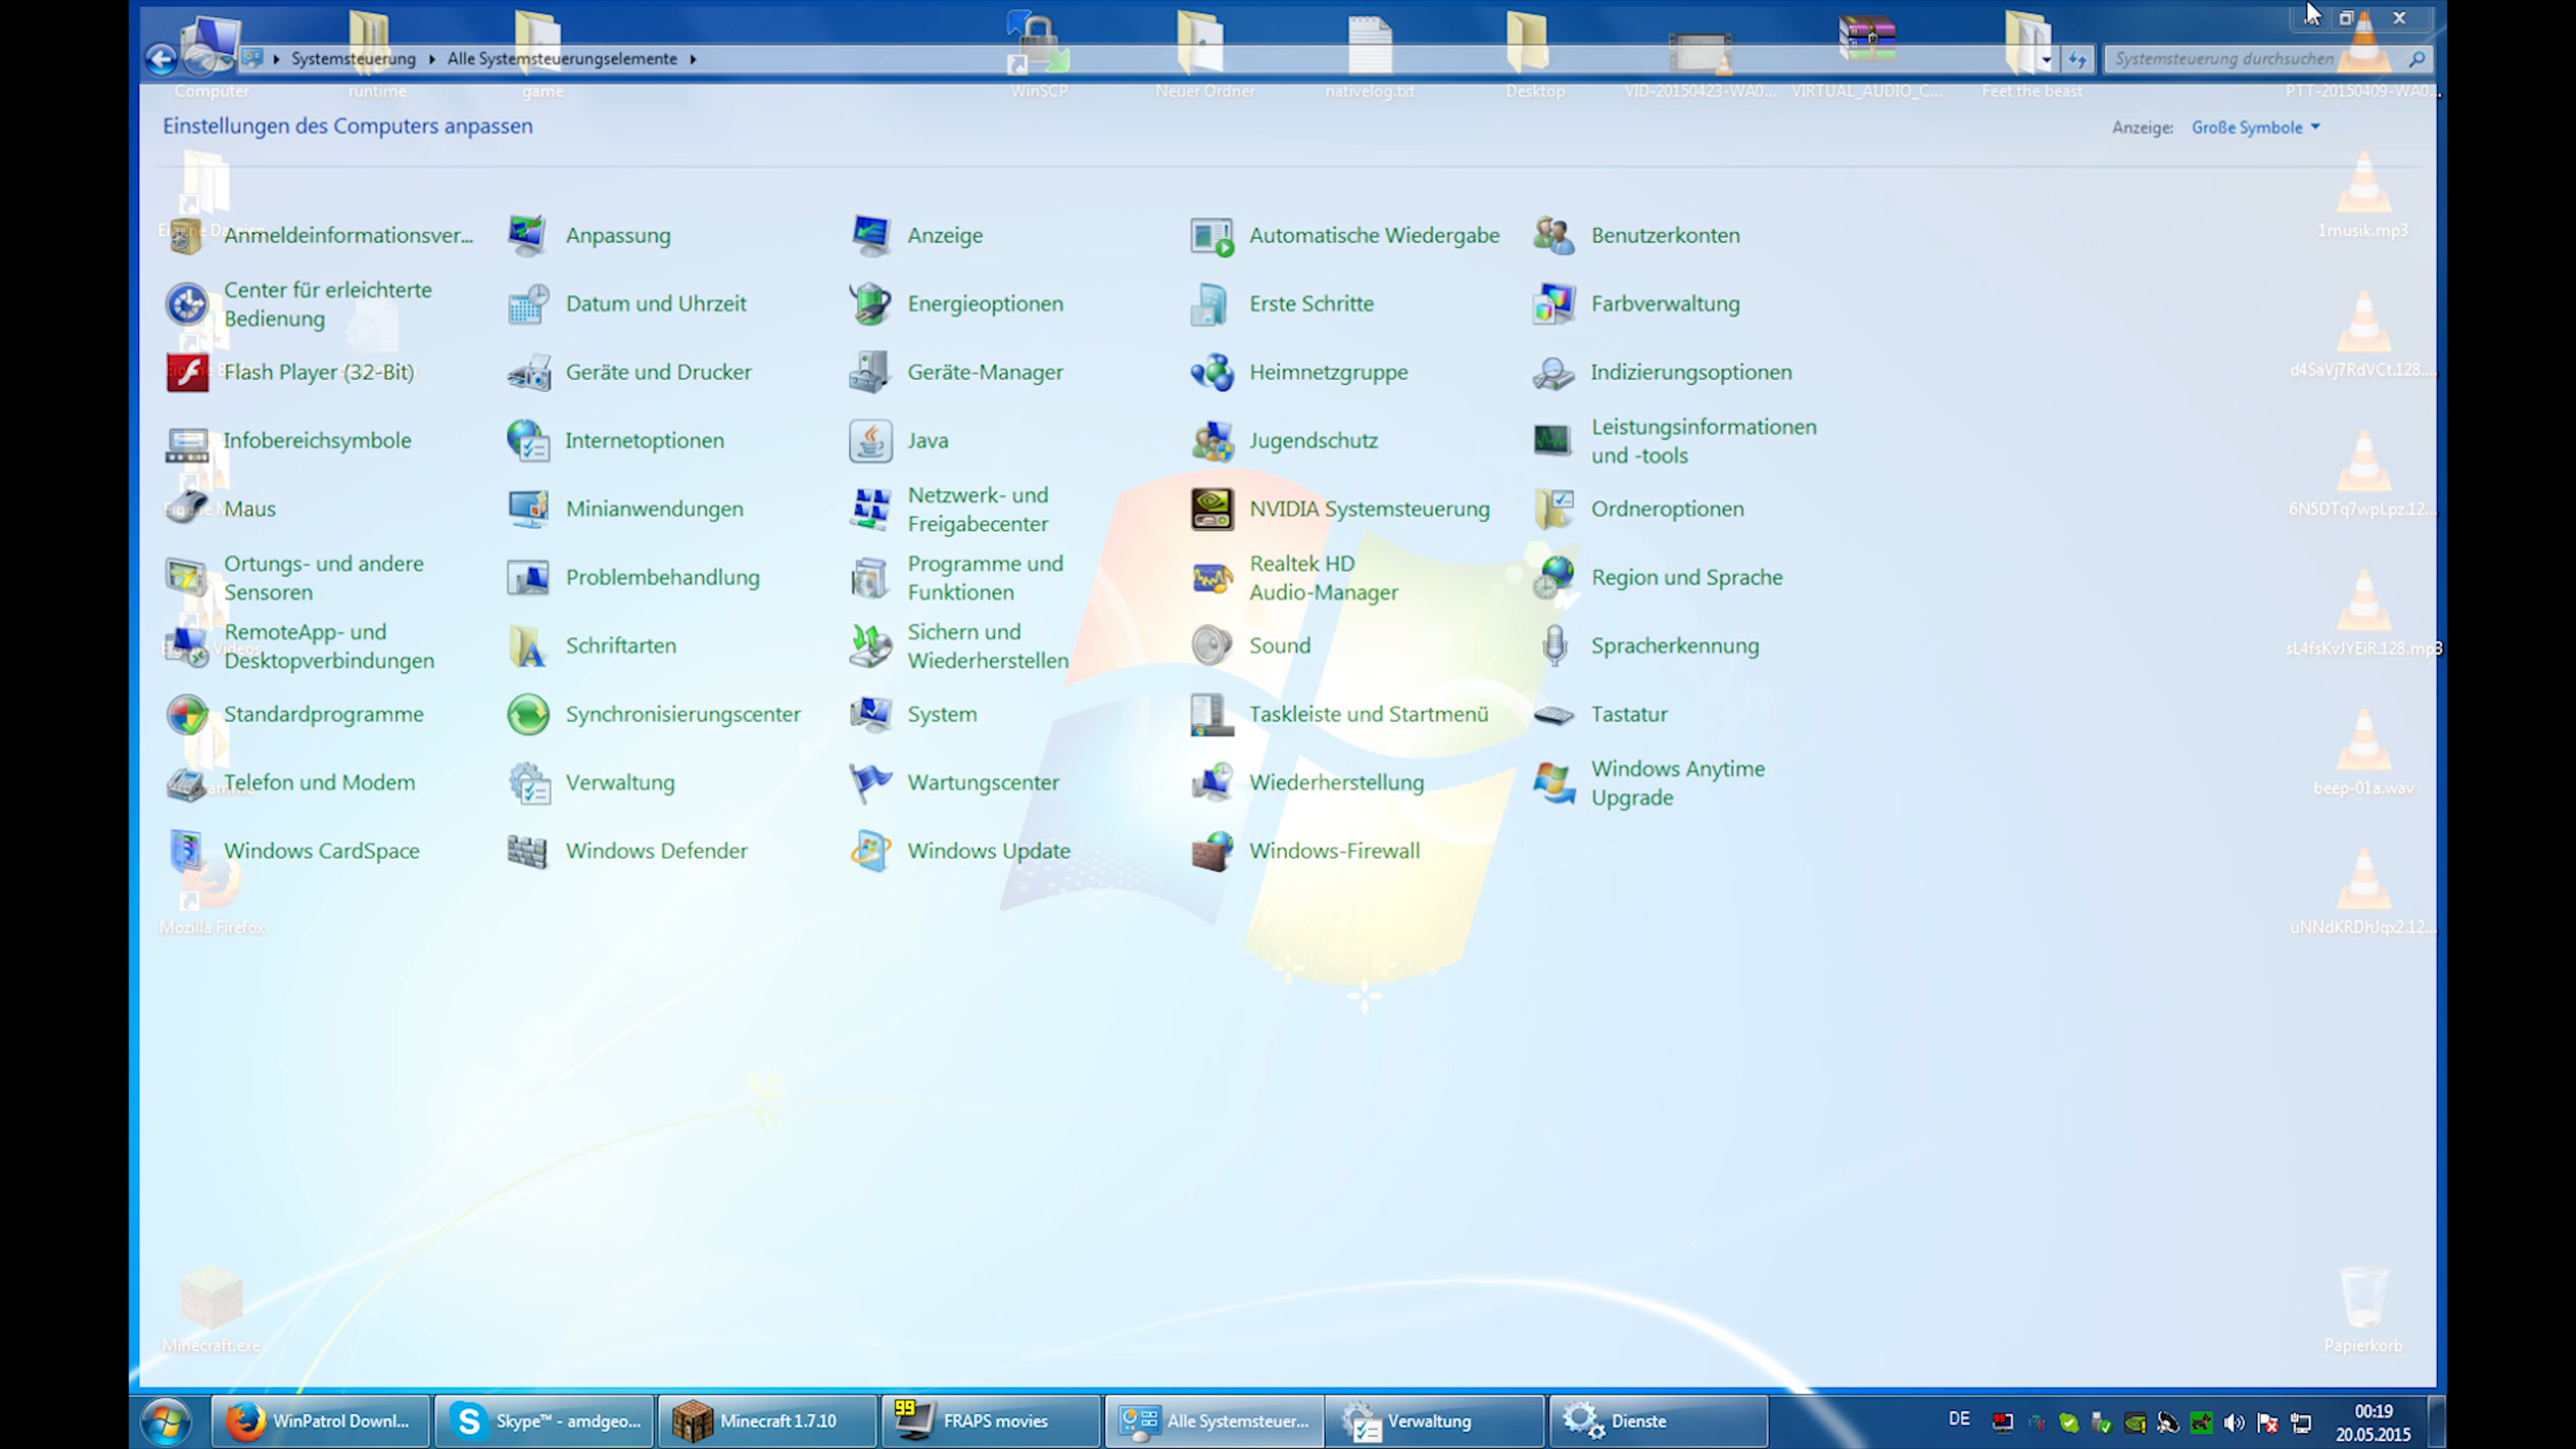 Systemsteuerung
Alle Systemsteuerungselemente
Systemsteuerung durchsuchen
Computer
runtime
game
WinSCP
Neuer Ordner
nativelog.txt
Desktop
VID-20150423-WA0...
VIRTUAL_AUDIO_C...
Feet the beast
PTT-20150409-WA0...
Einstellungen des Computers anpassen
Anzeige:
Große Symbole
Anmeldeinformationsver...
Anpassung
Anzeige
Automatische Wiedergabe
Benutzerkonten
1musik.mp3
Center für erleichterte
Bedienung
Datum und Uhrzeit
Energieoptionen
Erste Schritte
Farbverwaltung
Flash Player (32-Bit)
Geräte und Drucker
Geräte-Manager
Heimnetzgruppe
Indizierungsoptionen
d4SaVj7RdVCt.128....
Infobereichsymbole
Internetoptionen
Java
Jugendschutz
Leistungsinformationen
und -tools
Maus
Minianwendungen
Netzwerk- und
Freigabecenter
NVIDIA Systemsteuerung
Ordneroptionen
6N5DTq7wpLpz.12...
Ortungs- und andere
Sensoren
Problembehandlung
Programme und
Funktionen
Realtek HD
Audio-Manager
Region und Sprache
RemoteApp- und
Desktopverbindungen
Schriftarten
Sichern und
Wiederherstellen
Sound
Spracherkennung
sL4fsKvJYEiR.128.mp3
Standardprogramme
Synchronisierungscenter
System
Taskleiste und Startmenü
Tastatur
Telefon und Modem
Verwaltung
Wartungscenter
Wiederherstellung
Windows Anytime
Upgrade
beep-01a.wav
Windows CardSpace
Windows Defender
Windows Update
Windows-Firewall
Mozilla Firefox
uNNdKRDhJqx2.12...
Minecraft.exe
Papierkorb
WinPatrol Downl...
Skype™ - amdgeo...
Minecraft 1.7.10
99
FRAPS movies
Alle Systemsteuer...
Verwaltung
Dienste
DE
00:19
20.05.2015